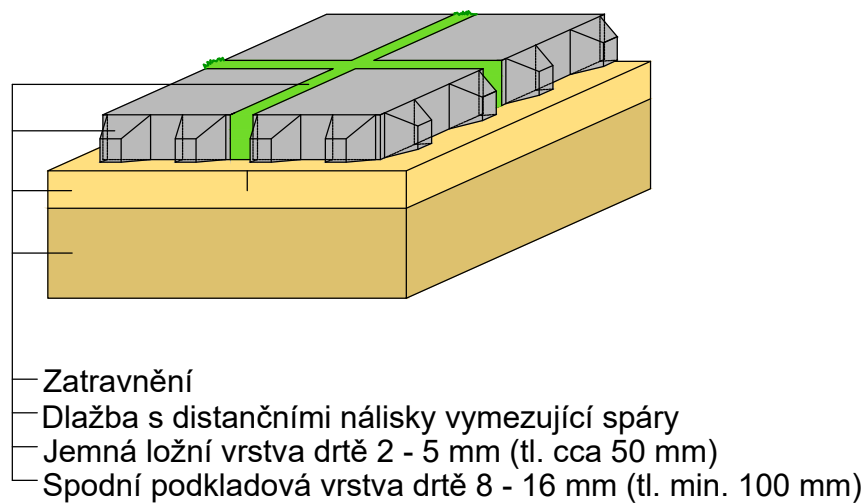 Zatravnění
Dlažba s distančními nálisky vymezující spáry
Jemná ložní vrstva drtě 2 - 5 mm (tl. cca 50 mm)
Spodní podkladová vrstva drtě 8 - 16 mm (tl. min. 100 mm)